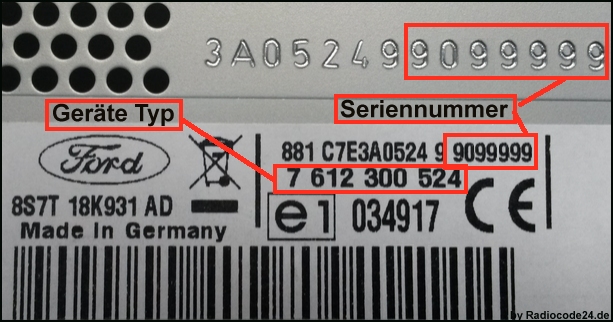 3A052499099999
Geräte Typ
Seriennummer
Ford
881 C7E3A0524 9 9099999
7 612 300 524
8S7T 18K931 AD
e1 034917 CE
Made In Germany
by Radiocode24.de